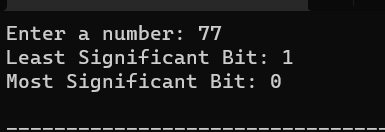 Enter a number: 77
Least Significant Bit: 1
Most Significant Bit: 0
--------------------------------